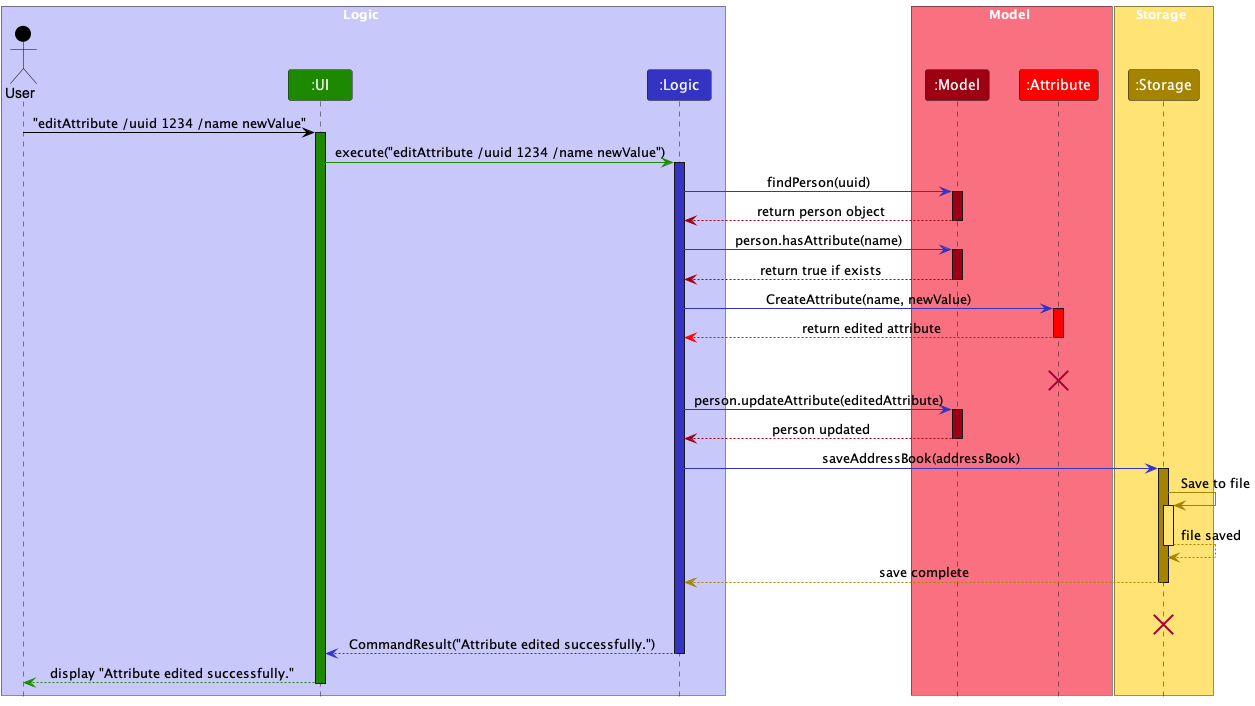 Logic
Model
Storage
User
:UI
:Logic
:Model
:Attribute
:Storage
"editAttribute /uuid 1234 /name newValue"
execute("editAttribute /uuid 1234 /name newValue")
findPerson(uuid)
return person object
person.hasAttribute(name)
return true if exists
CreateAttribute(name, newValue)
return edited attribute
person.updateAttribute(editedAttribute)
person updated
saveAddressBook(addressBook)
Save to file
file saved
save complete
CommandResult("Attribute edited successfully.")
display "Attribute edited successfully."